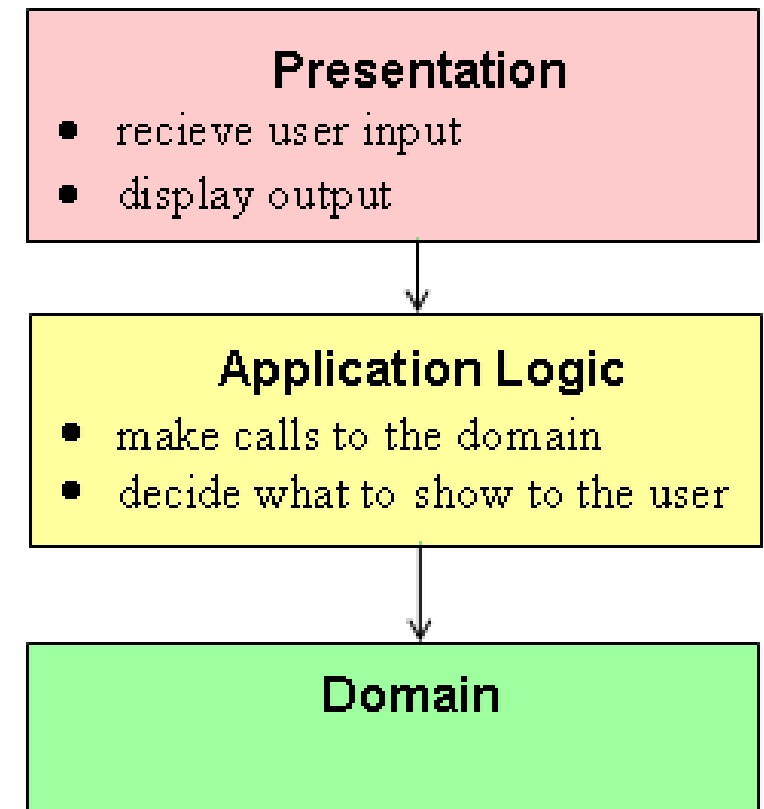 Presentation
• recieve user input
• display output
Application Logic
• make calls to the domain
• decide what to show to the user
Domain